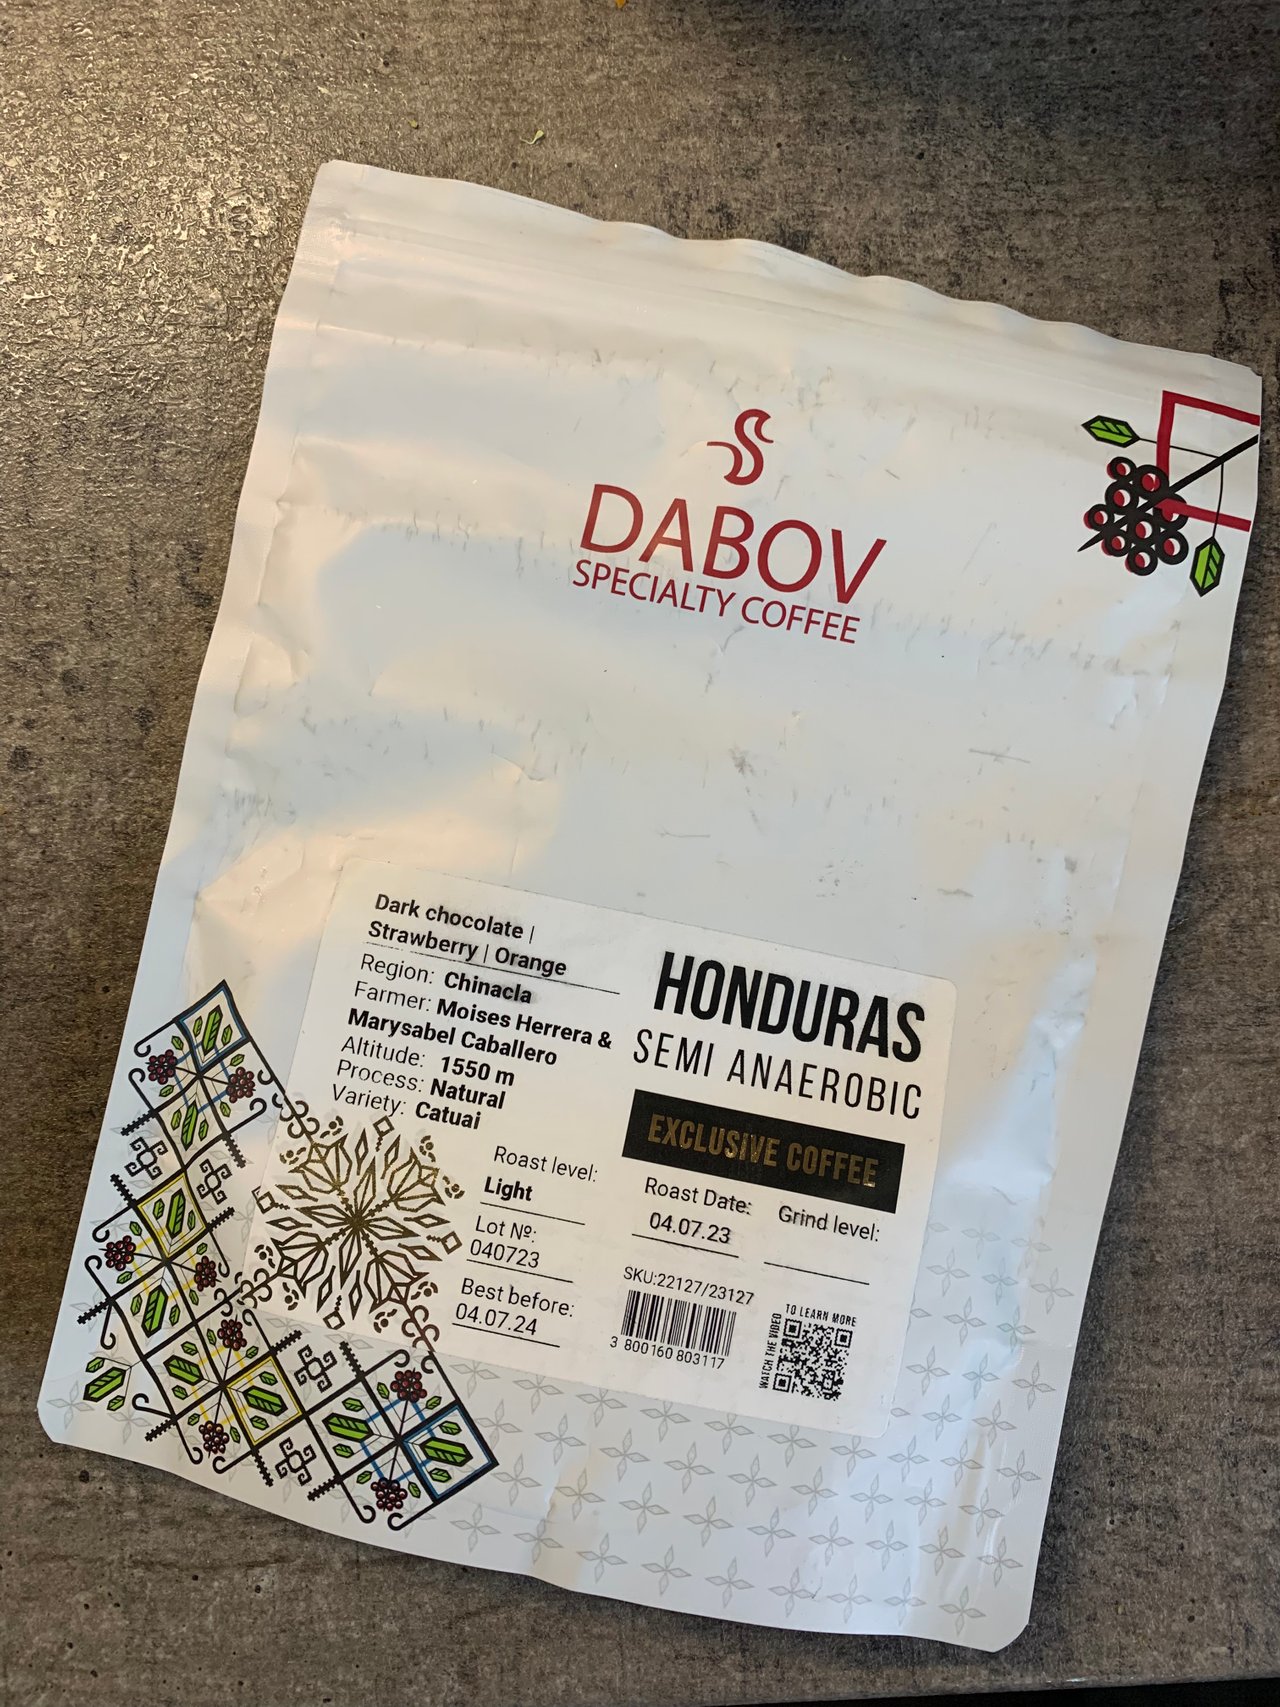 DABOV
SPECIALTY COFFEE
Dark chocolate |
Strawberry | Orange
Region: Chinacla
Farmer: Moises Herrera &
Marysabel Caballero
Altitude: 1550 m
Process: Natural
Variety: Catuai
HONDURAS
SEMI ANAEROBIC
EXCLUSIVE COFFEE
Roast level:
Light
Lot №:
040723
Best before:
04.07.24
Roast Date:
04.07.23
Grind level:
SKU:22127/23127
3 800160 803117
TO LEARN MORE
WATCH THE VIDEO